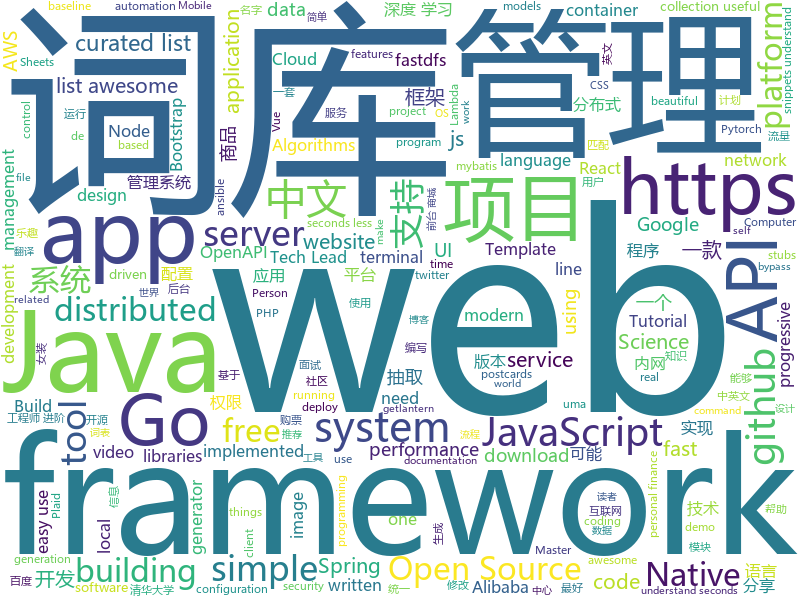 baseline
automation Mobile
名字
简单
models
collection useful
AWS
Sheets
curated list
application
data
深度 学习
container
Cloud
features
fastdfs
英文
platform
snippets understand
list awesome
词库管理
control
运行
Node
de
based
file
Bootstrap
商品
一套
服务
Vue
框架
project
Lambda
OS
分布式
css
beautiful
计划
Pytorch
流量
Algorithms
program
work
匹配
js
mybatis
language
React
用户
network
management
管理系统
design
ansible
中文
支持
项目
https
seconds less
make
前台 商城
Google
Computer
self
乐趣
翻译
app
server
website
OpenAPI
Tech Lead
terminal
UI
Template
程序
一款
API
stubs
bypass
development
related
系统
driven
配置
世界
后台
应用
Person
平台
twitter
time
line
using
一个
Tutorial
progressive
distributed
PHP
使用
modern
版本
Science
内网
知识
real
Java
web
女装
Go
基于
博客
面试
社区
编写
service
抽取
postcards
world
github
中英文
能够
设计
Build
tool
权限
need
工程师 进阶
开源
购票
running
deploy
推荐
getlantern
uma
command
词表
free
system
JavaScript
实现
video
libraries
implemented
performance
download
可能
fast
framework
easy use
Plaid
local
信息
generator
流程
工具
use
documentation
programming
image
one
生成
coding
读者
互联网
数据
personal finance
技术
demo
模块
帮助
building
things
simple
Spring
Open Source
code
语言
分享
generation
开发
client
configuration
security
百度
software
清华大学
written
修改
Alibaba
统一
中心
最好
Master
Native
awesome
understand seconds